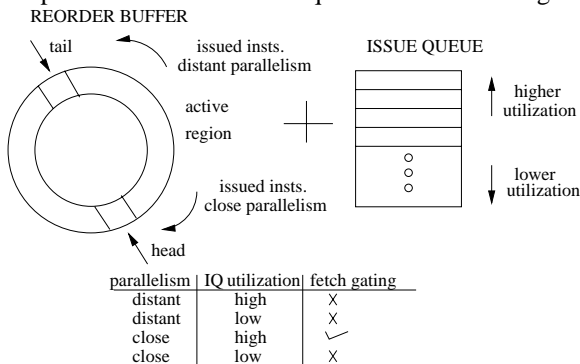 REORDER BUFFER
tail
issued insts.
distant parallelism
active
region
issued insts.
close parallelism
head
ISSUE QUEUE
higher
utilization
lower
utilization
parallelism IQ utilization fetch gating
distant high X
distant low X
close high ✓
close low X